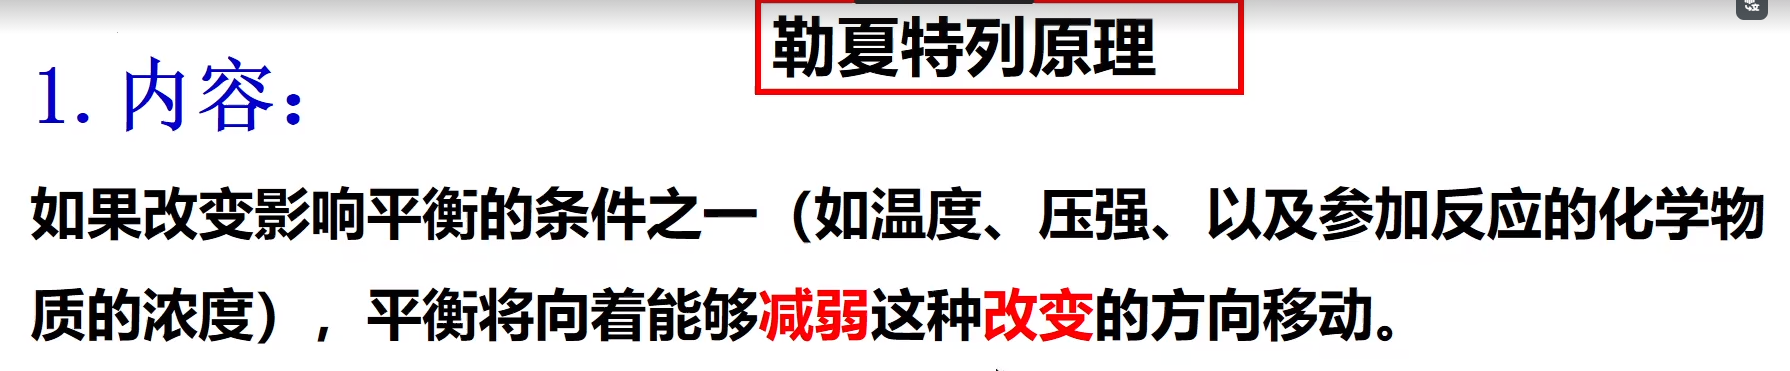 勒夏特列原理
1.内容：
如果改变影响平衡的条件之一（如温度、压强、以及参加反应的化学物
质的浓度），平衡将向着能够减弱这种改变的方向移动。